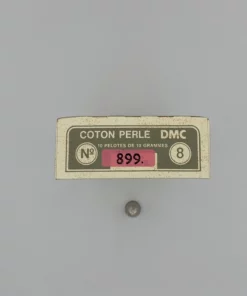 COTON PERLE DMC
10 PELOTES DE 10 GRAMMES
Nº 899. 8